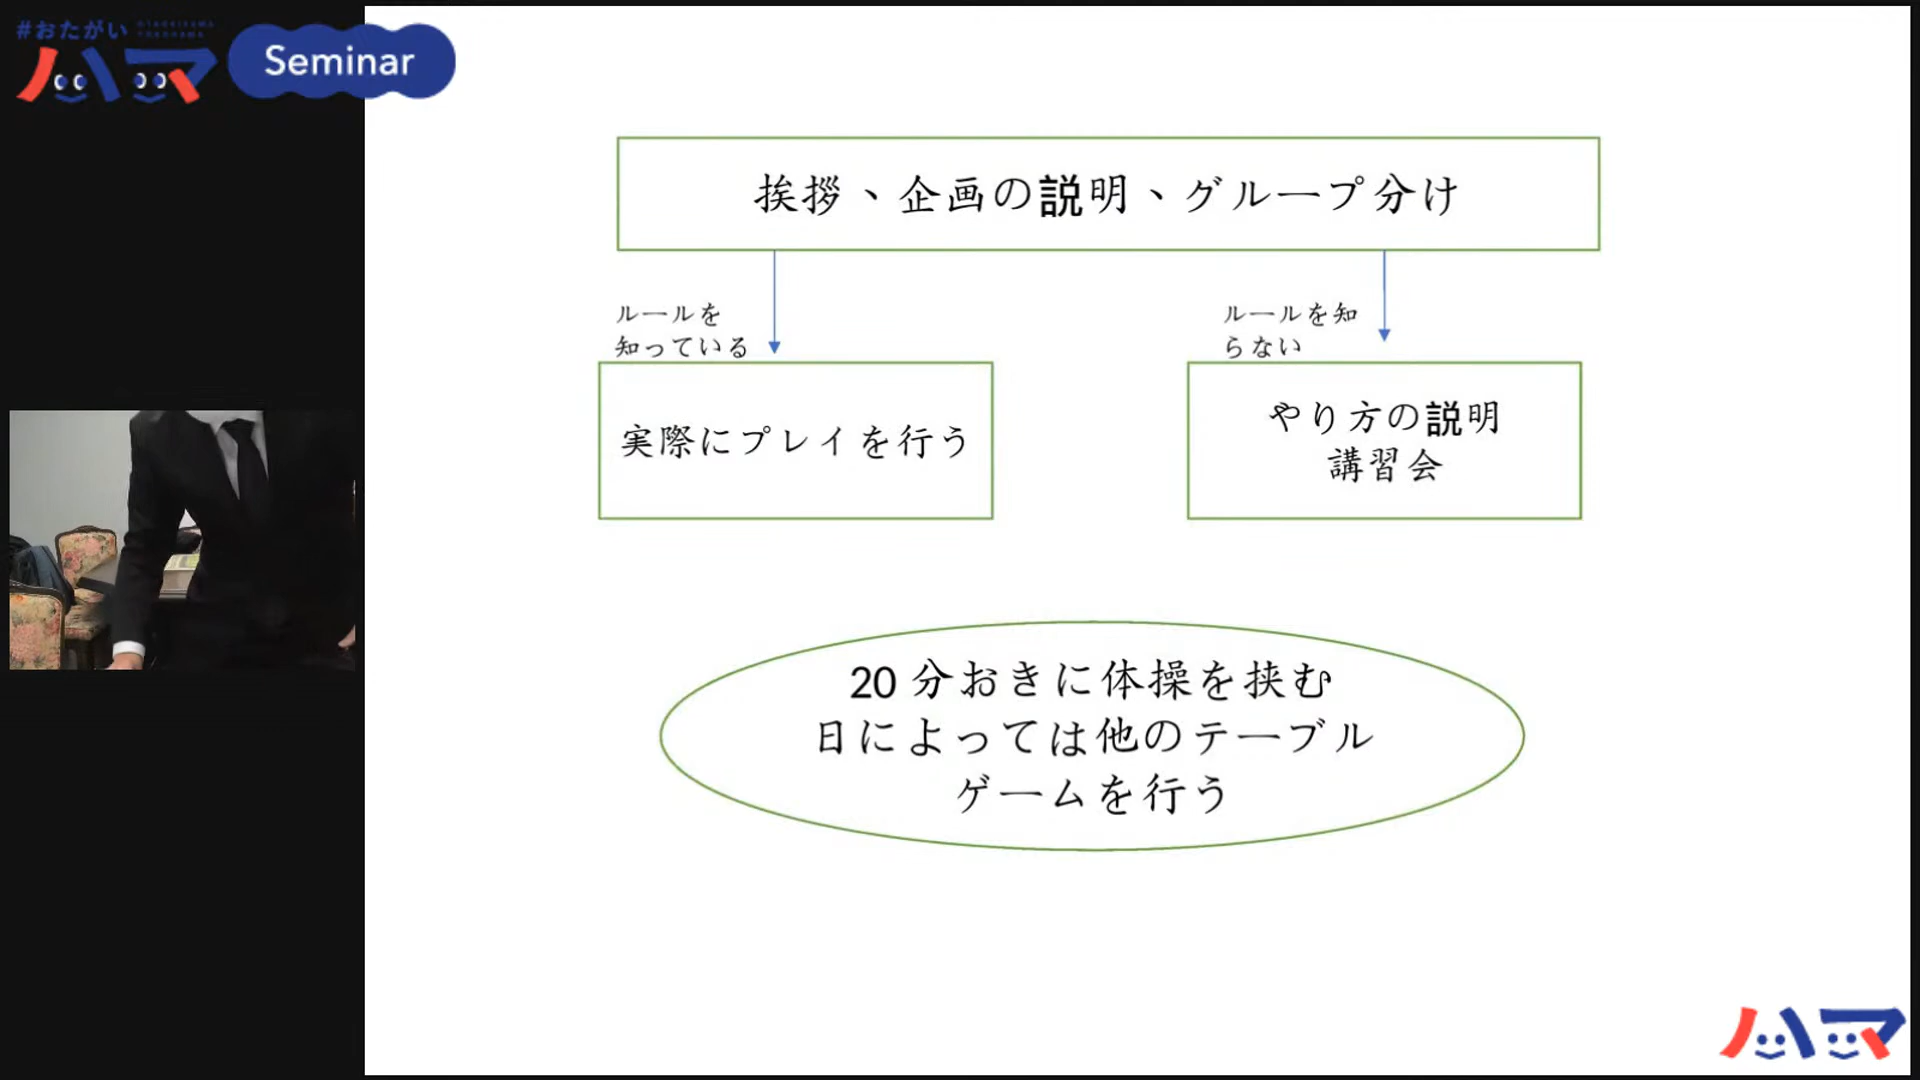 #おたがい
ハマ
Seminar
挨拶、企画の説明、グループ分け
ルールを
知っている
ルールを知
らない
実際にプレイを行う
やり方の説明
講習会
20 分おきに体操を挟む
日によっては他のテーブル
ゲームを行う
ハマ